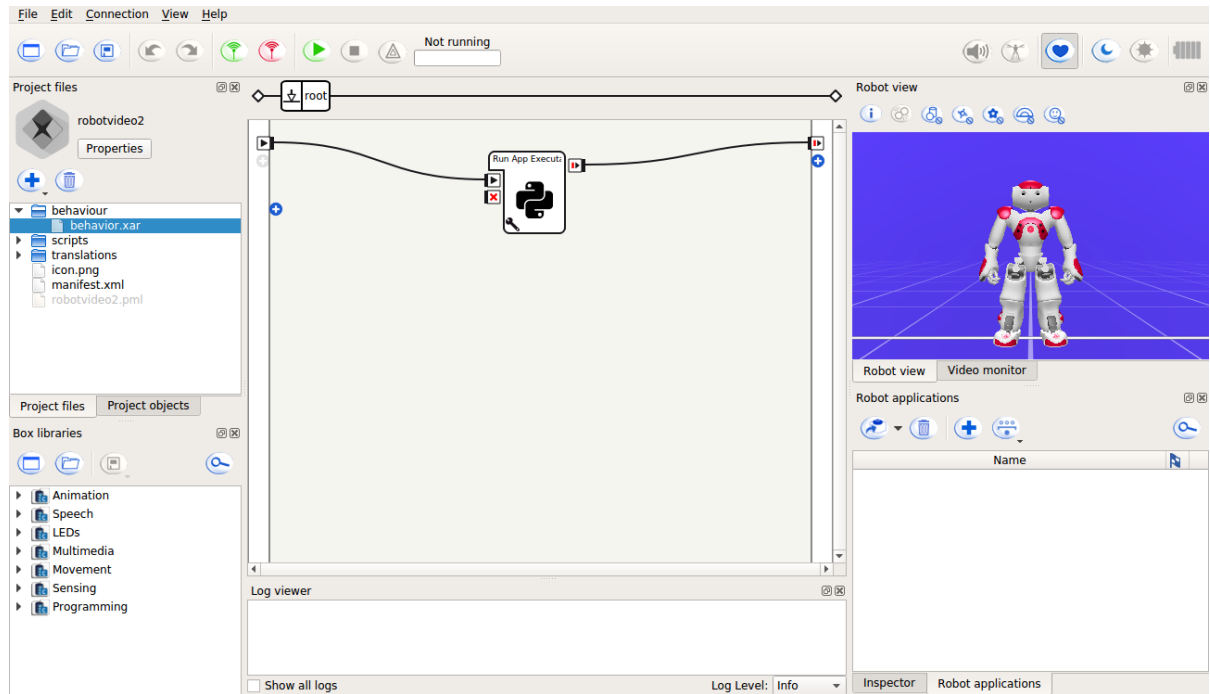 File Edit Connection View Help
Not running
Project files
robotvideo2
Properties
behaviour
behavior.xar
scripts
translations
icon.png
manifest.xml
robotvideo2.pml
Project files Project objects
Box libraries
Animation
Speech
LEDs
Multimedia
Movement
Sensing
Programming
root
Run App Executa
Log viewer
Show all logs
Log Level: Info
Robot view
Robot view Video monitor
Robot applications
Name
Inspector Robot applications